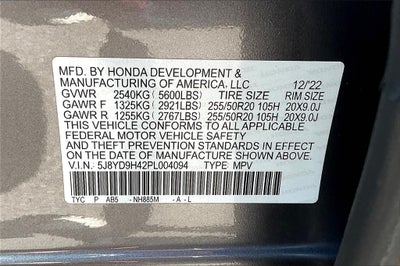 MFD. BY HONDA DEVELOPMENT &
MANUFACTURING OF AMERICA, LLC 12/'22
GVWR 2540KG (5600LBS) TIRE SIZE RIM SIZE
GAWR F 1325KG (2921LBS) 255/50R20 105H 20X9.0J
GAWR R 1255KG (2767LBS) 255/50R20 105H 20X9.0J
THIS VEHICLE CONFORMS TO ALL APPLICABLE
FEDERAL MOTOR VEHICLE SAFETY
AND THEFT PREVENTION STANDARDS IN EFFECT
ON THE DATE OF MANUFACTURE SHOWN ABOVE.
V.I.N.: 5J8YD9H42PL004094 TYPE: MPV
TYC P AB5 - NH885M - A - L